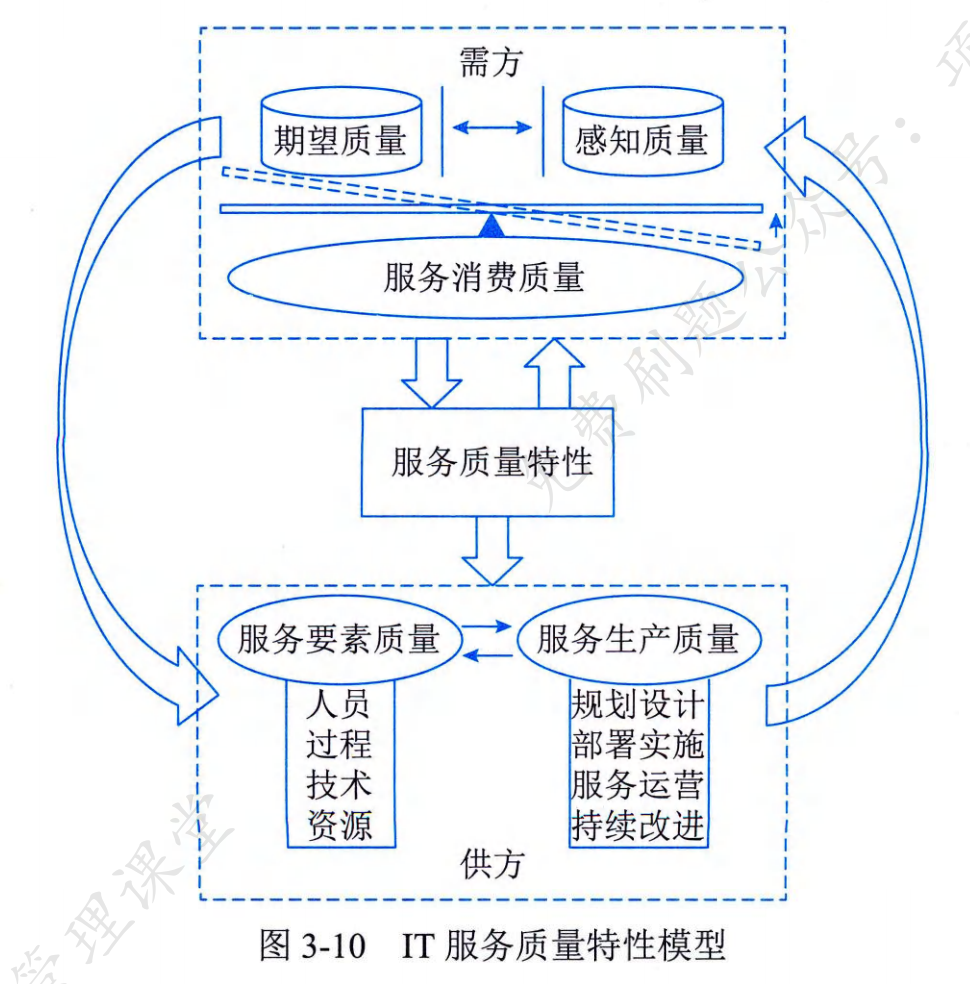 需方
期望质量
感知质量
服务消费质量
服务质量特性
服务要素质量
服务生产质量
人员
过程
技术
资源
规划设计
部署实施
服务运营
持续改进
供方
图 3-10 IT 服务质量特性模型
免费刷题公众号：项
管理课堂